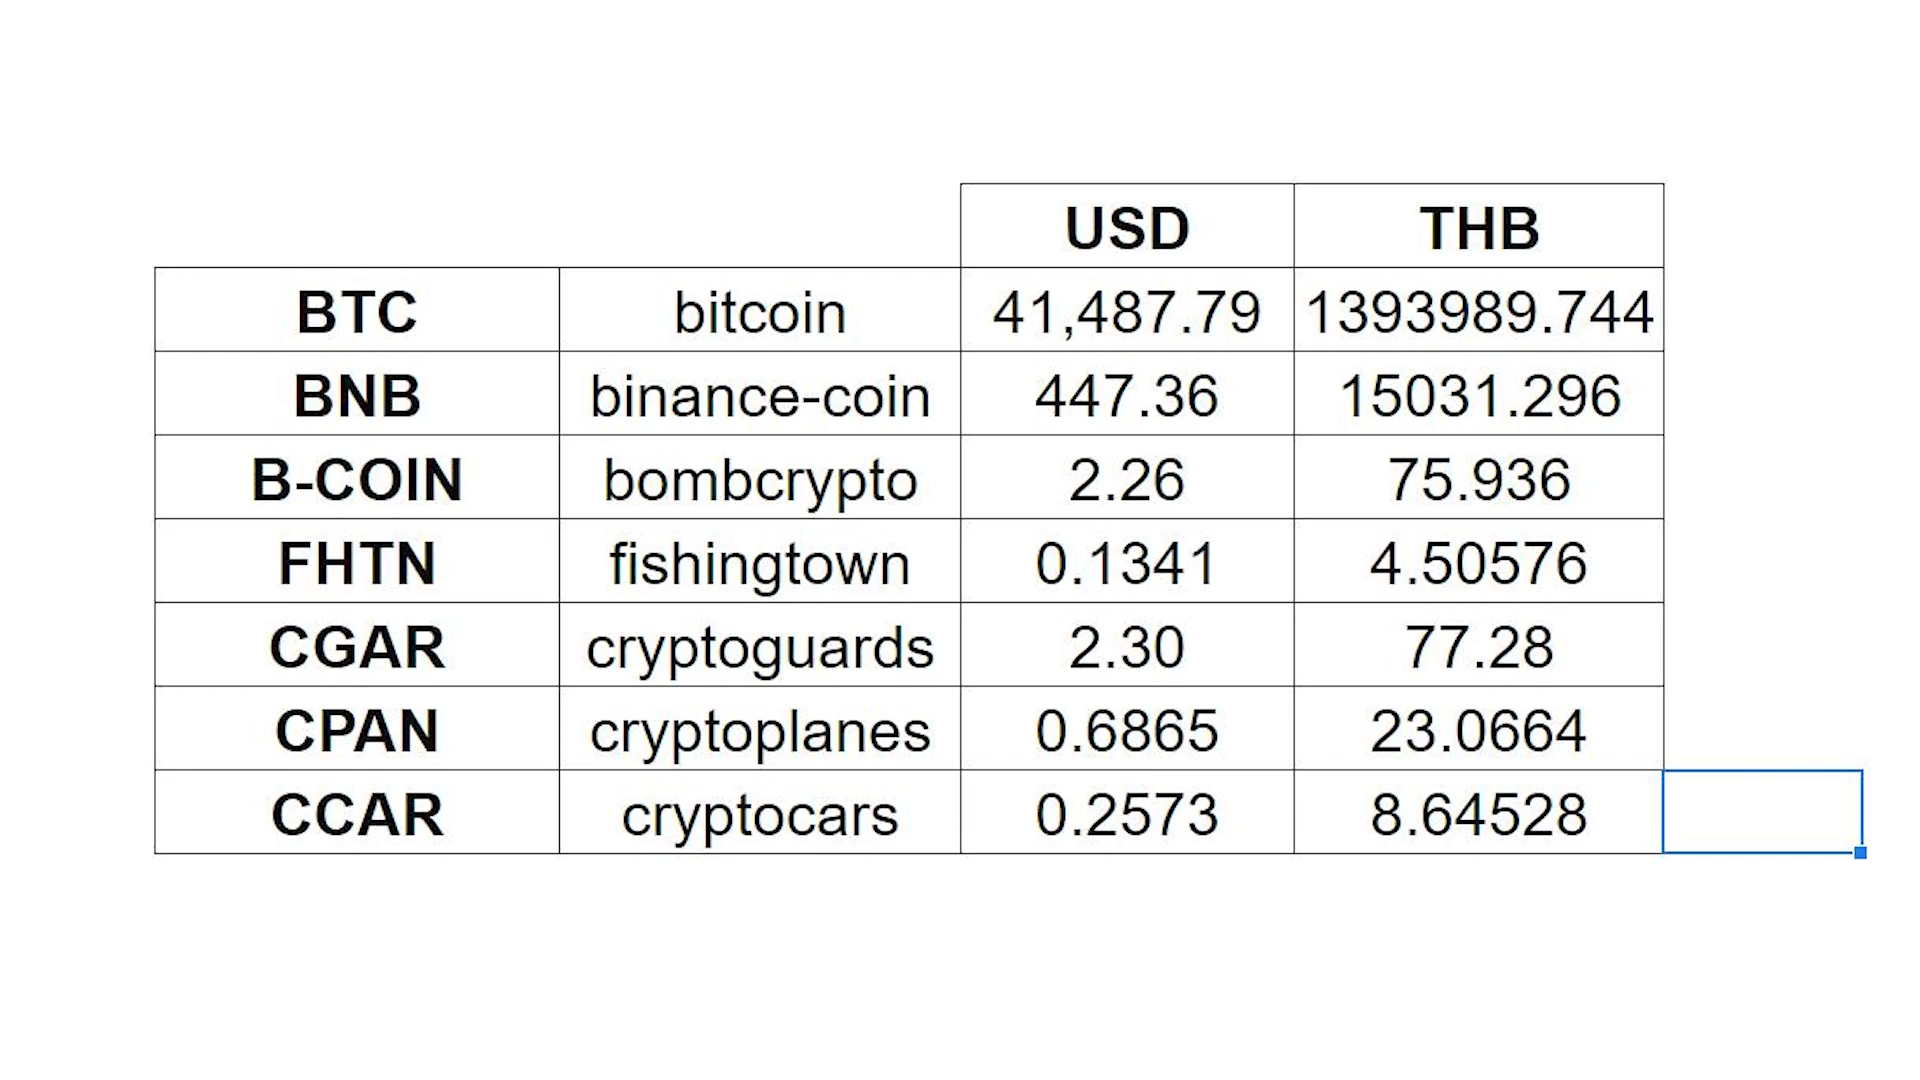 USD THB
BTC bitcoin 41,487.79 1393989.744
BNB binance-coin 447.36 15031.296
B-COIN bombcrypto 2.26 75.936
FHTN fishingtown 0.1341 4.50576
CGAR cryptoguards 2.30 77.28
CPAN cryptoplanes 0.6865 23.0664
CCAR cryptocars 0.2573 8.64528